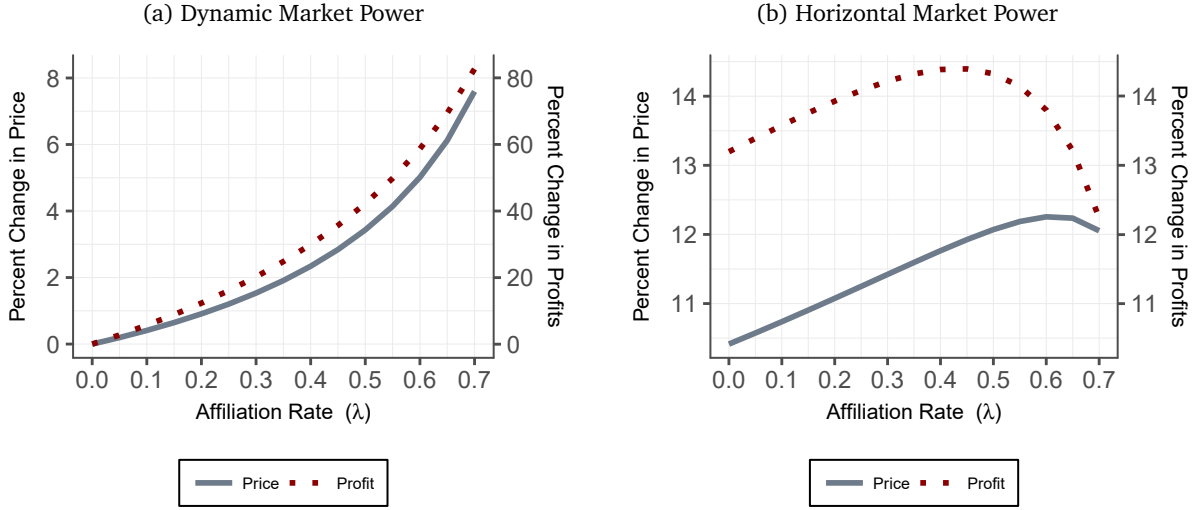 (a) Dynamic Market Power
Percent Change in Price
8
6
4
2
0
80
60
40
20
0
Percent Change in Profits
0.0 0.1 0.2 0.3 0.4 0.5 0.6 0.7
Affiliation Rate (λ)
Price Profit
(b) Horizontal Market Power
Percent Change in Price
14
13
12
11
14
13
12
11
Percent Change in Profits
0.0 0.1 0.2 0.3 0.4 0.5 0.6 0.7
Affiliation Rate (λ)
Price Profit